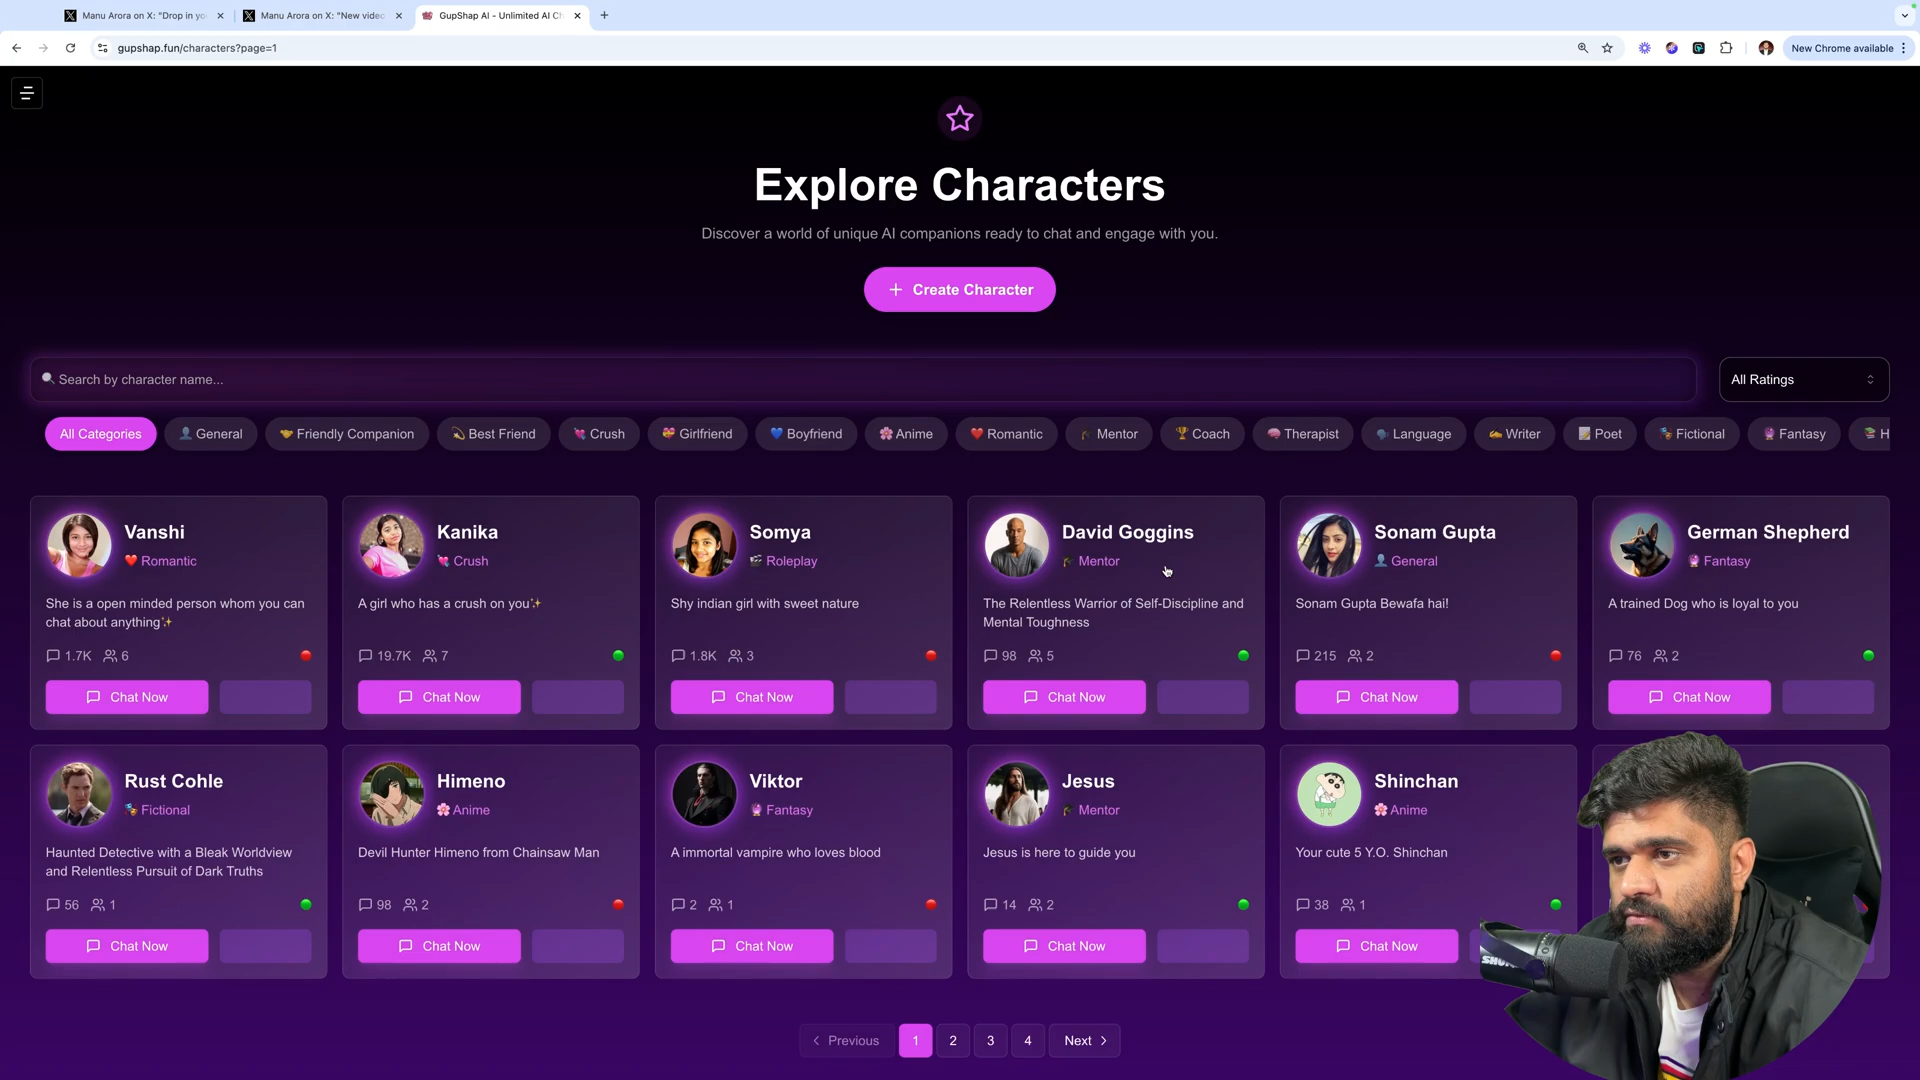 Manu Arora on X: "Drop in yo
Manu Arora on X: "New video
GupShap AI - Unlimited AI Ch
gupshap.fun/characters?page=1
New Chrome available
Explore Characters
Discover a world of unique AI companions ready to chat and engage with you.
Create Character
Search by character name...
All Ratings
All Categories
General
Friendly Companion
Best Friend
Crush
Girlfriend
Boyfriend
Anime
Romantic
Mentor
Coach
Therapist
Language
Writer
Poet
Fictional
Fantasy
H
Vanshi
Romantic
She is a open minded person whom you can
chat about anything✨
1.7K 6
Chat Now
Kanika
Crush
A girl who has a crush on you✨
19.7K 7
Chat Now
Somya
Roleplay
Shy indian girl with sweet nature
1.8K 3
Chat Now
David Goggins
Mentor
The Relentless Warrior of Self-Discipline and
Mental Toughness
98 5
Chat Now
Sonam Gupta
General
Sonam Gupta Bewafa hai!
215 2
Chat Now
German Shepherd
Fantasy
A trained Dog who is loyal to you
76 2
Chat Now
Rust Cohle
Fictional
Haunted Detective with a Bleak Worldview
and Relentless Pursuit of Dark Truths
56 1
Chat Now
Himeno
Anime
Devil Hunter Himeno from Chainsaw Man
98 2
Chat Now
Viktor
Fantasy
A immortal vampire who loves blood
2 1
Chat Now
Jesus
Mentor
Jesus is here to guide you
14 2
Chat Now
Shinchan
Anime
Your cute 5 Y.O. Shinchan
38 1
Chat Now
Previous
1
2
3
4
Next